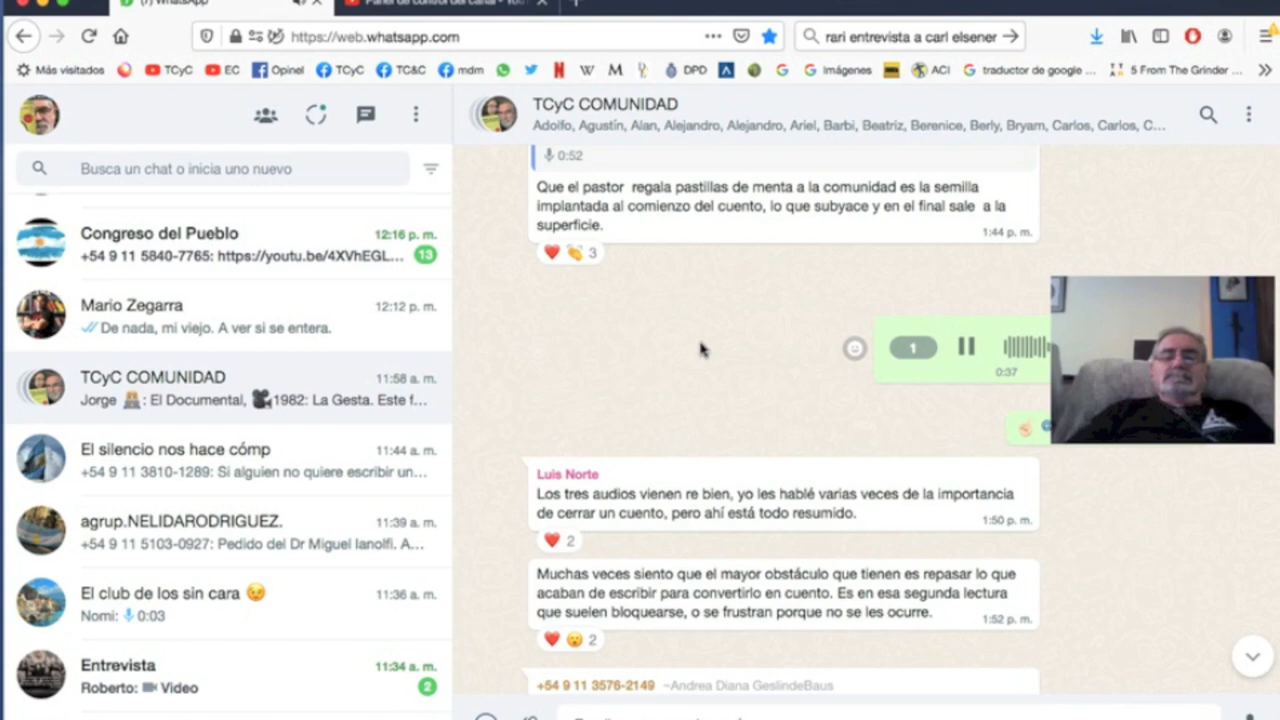 (7) WhatsApp
Panel de control del canal - You
https://web.whatsapp.com
rari entrevista a carl elsener
Más visitados
TCyC
EC
Opinel
TCyC
TC&C
mdm
DPD
Imágenes
ACI
traductor de google ...
5 From The Grinder ...
TCyC COMUNIDAD
Adolfo, Agustín, Alan, Alejandro, Alejandro, Ariel, Barbi, Beatriz, Berenice, Berly, Bryam, Carlos, Carlos, C...
Busca un chat o inicia uno nuevo
Congreso del Pueblo
12:16 p. m.
+54 9 11 5840-7765: https://youtu.be/4XVhEGL...
13
Mario Zegarra
12:12 p. m.
De nada, mi viejo. A ver si se entera.
TCyC COMUNIDAD
11:58 a. m.
Jorge : El Documental, 1982: La Gesta. Este f...
El silencio nos hace cómp
11:44 a. m.
+54 9 11 3810-1289: Si alguien no quiere escribir un...
agrup.NELIDARODRIGUEZ.
11:39 a. m.
+54 9 11 5103-0927: Pedido del Dr Miguel Ianolfi. A...
El club de los sin cara
11:36 a. m.
Nomi: 0:03
Entrevista
11:34 a. m.
Roberto: Video
2
0:52
Que el pastor regala pastillas de menta a la comunidad es la semilla
implantada al comienzo del cuento, lo que subyace y en el final sale a la
superficie.
1:44 p. m.
3
1
0:37
Luis Norte
Los tres audios vienen re bien, yo les hablé varias veces de la importancia
de cerrar un cuento, pero ahí está todo resumido.
1:50 p. m.
2
Muchas veces siento que el mayor obstáculo que tienen es repasar lo que
acaban de escribir para convertirlo en cuento. Es en esa segunda lectura
que suelen bloquearse, o se frustran porque no se les ocurre.
1:52 p. m.
2
+54 9 11 3576-2149 ~Andrea Diana GeslindeBaus